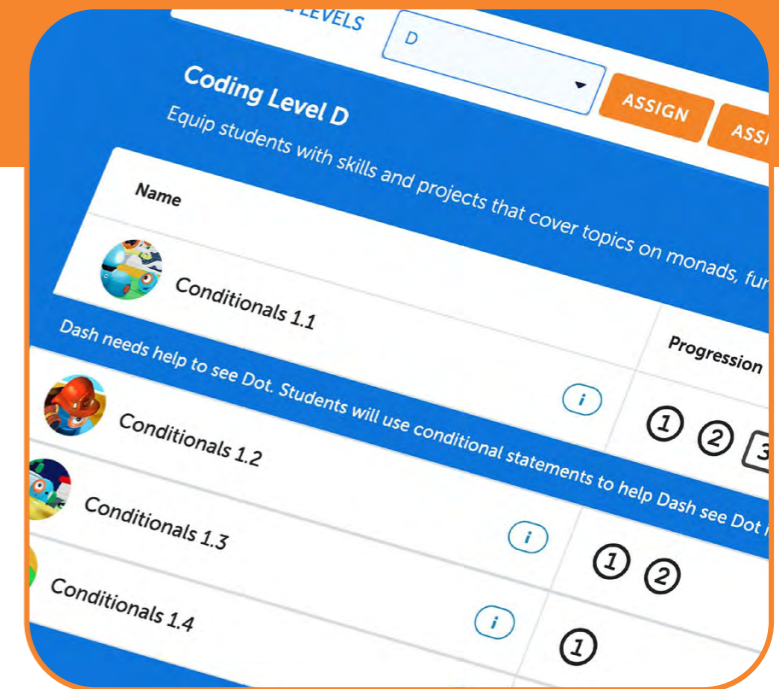 LEVELS
D
ASSIGN
Coding Level D
Equip students with skills and projects that cover topics on monads,
Name
Progression
Conditionals 1.1
i
1 2 3
Dash needs help to see Dot. Students will use conditional statements to help Dash see Dot
Conditionals 1.2
i
1 2
Conditionals 1.3
i
1
Conditionals 1.4